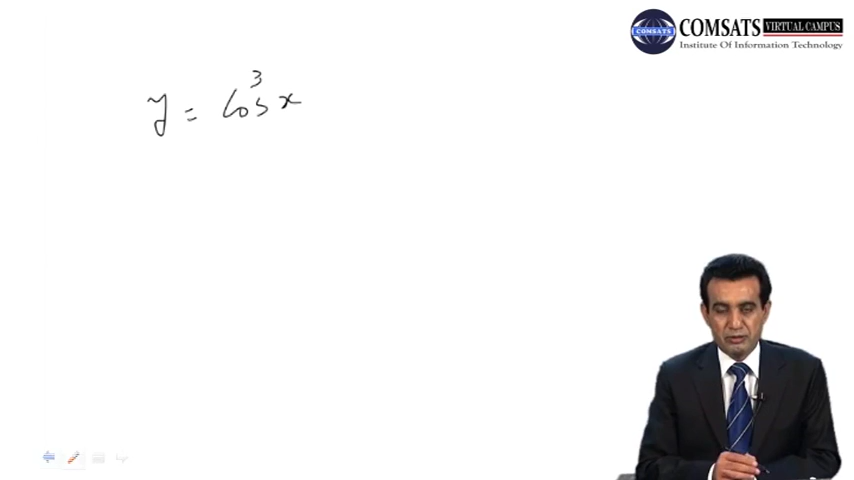 COMSATS VIRTUAL CAMPUS
COMSATS
Institute Of Information Technology
y = Cos³x